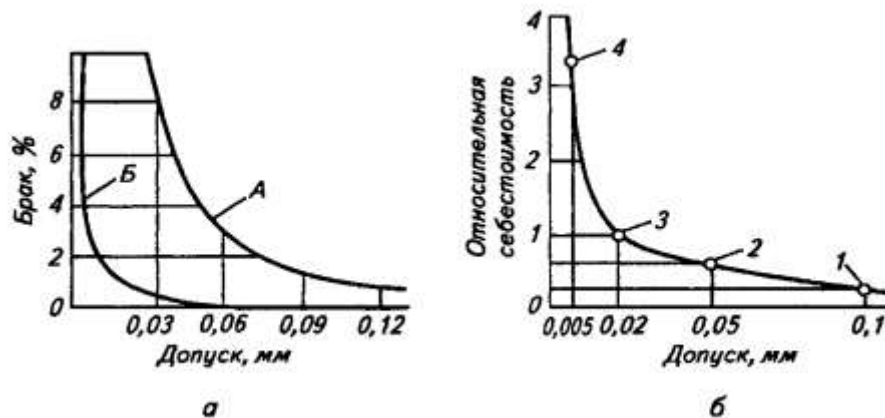 Брак, %
8
6
4
2
0
Б
А
0,03 0,06 0,09 0,12
Допуск, мм
а
Относительная
себестоимость
4
3
2
1
0
4
3
2
1
0,005 0,02 0,05 0,1
Допуск, мм
б